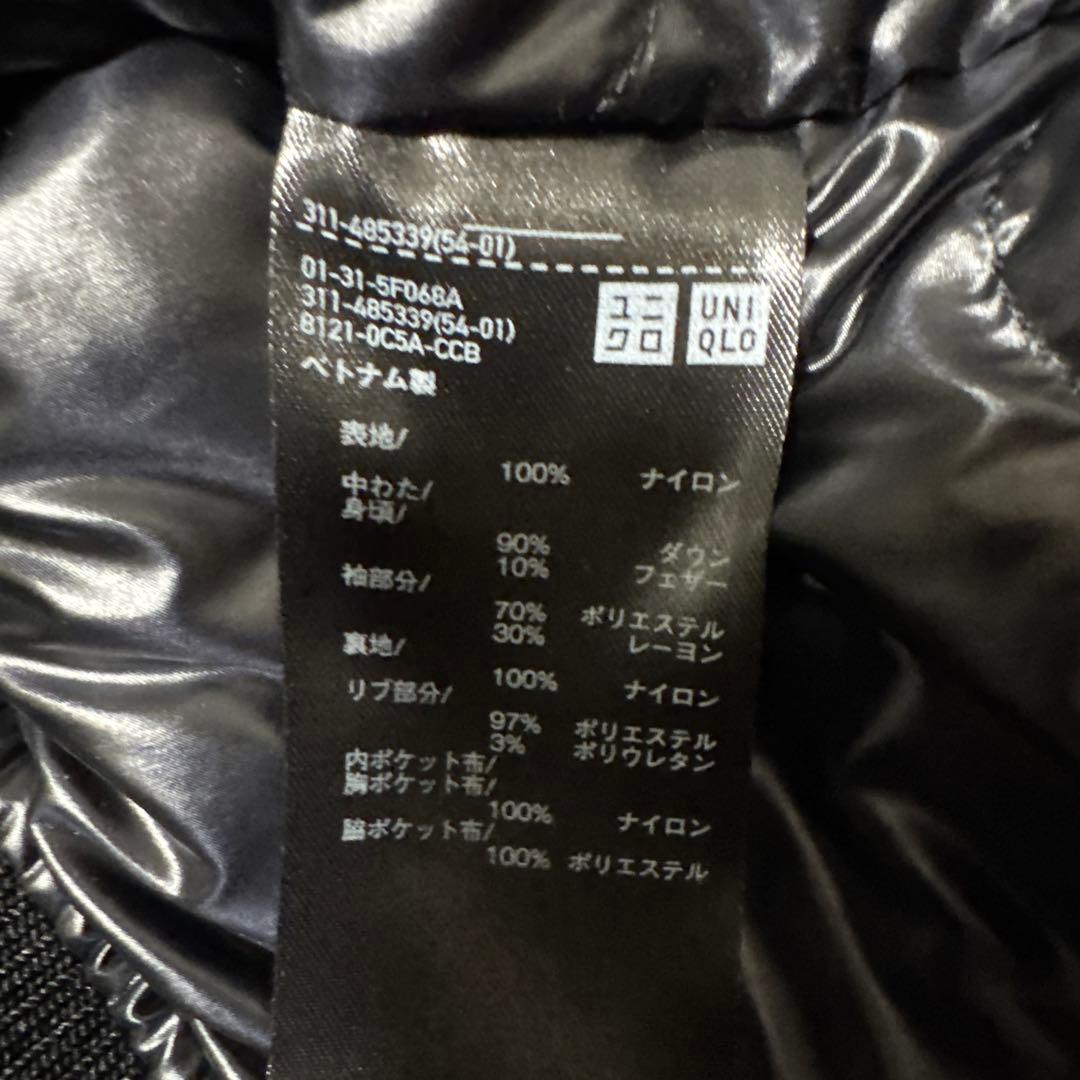 311-485339(54-01)
01-31-5F068A
311-485339(54-01)
8121-0C5A-CCB
ベトナム製
ユニ
クロ
UNI
QLO
表地/
100% ナイロン
中わた/
身頃/
90% ダウン
10% フェザー
袖部分/
70% ポリエステル
30% レーヨン
裏地/
100% ナイロン
リブ部分/
97% ポリエステル
3% ポリウレタン
内ポケット布/
胸ポケット布/
100% ナイロン
脇ポケット布/
100% ポリエステル